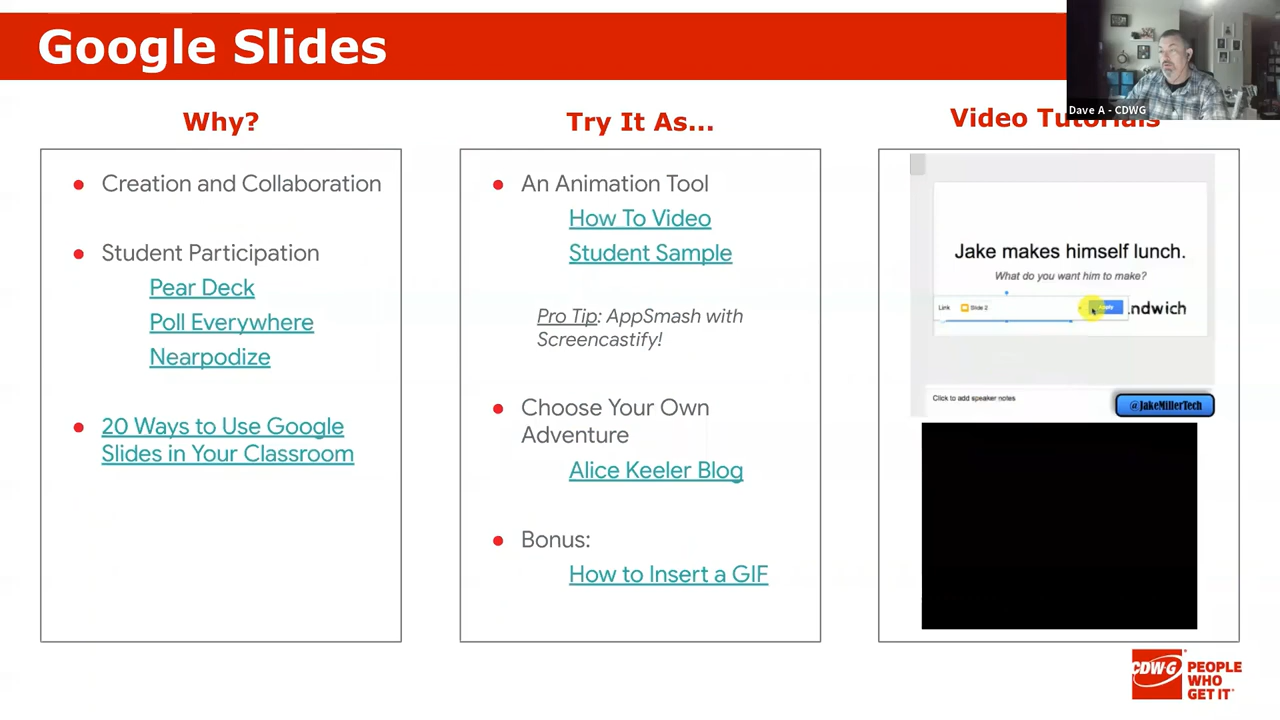 Google Slides
Dave A - CDWG
Why?
Creation and Collaboration
Student Participation
Pear Deck
Poll Everywhere
Nearpodize
20 Ways to Use Google
Slides in Your Classroom
Try It As...
An Animation Tool
How To Video
Student Sample
Pro Tip: AppSmash with
Screencastify!
Choose Your Own
Adventure
Alice Keeler Blog
Bonus:
How to Insert a GIF
Video Tutorials
Jake makes himself lunch.
What do you want him to make?
Link Slide 2 Apply
ndwich
Click to add speaker notes
@JakeMillerTech
CDW•G
PEOPLE
WHO
GET IT